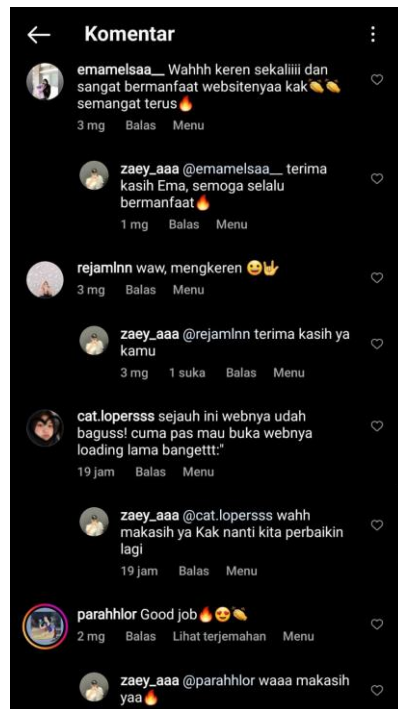 Komentar
emamelsaa__ Wahhh keren sekaliiii dan
sangat bermanfaat websitenyaa kak👏👏
semangat terus🔥
3 mg Balas Menu
zaey_aaa @emamelsaa__ terima
kasih Ema, semoga selalu
bermanfaat🔥
1 mg Balas Menu
rejamlnn waw, mengkeren 😆🤟
3 mg Balas Menu
zaey_aaa @rejamlnn terima kasih ya
kamu
3 mg 1 suka Balas Menu
cat.lopersss sejauh ini webnya udah
baguss! cuma pas mau buka webnya
loading lama bangettt:"
19 jam Balas Menu
zaey_aaa @cat.lopersss wahh
makasih ya Kak nanti kita perbaikin
lagi
19 jam Balas Menu
parahhlor Good job🔥😍👏
2 mg Balas Lihat terjemahan Menu
zaey_aaa @parahhlor waaa makasih
yaa🔥